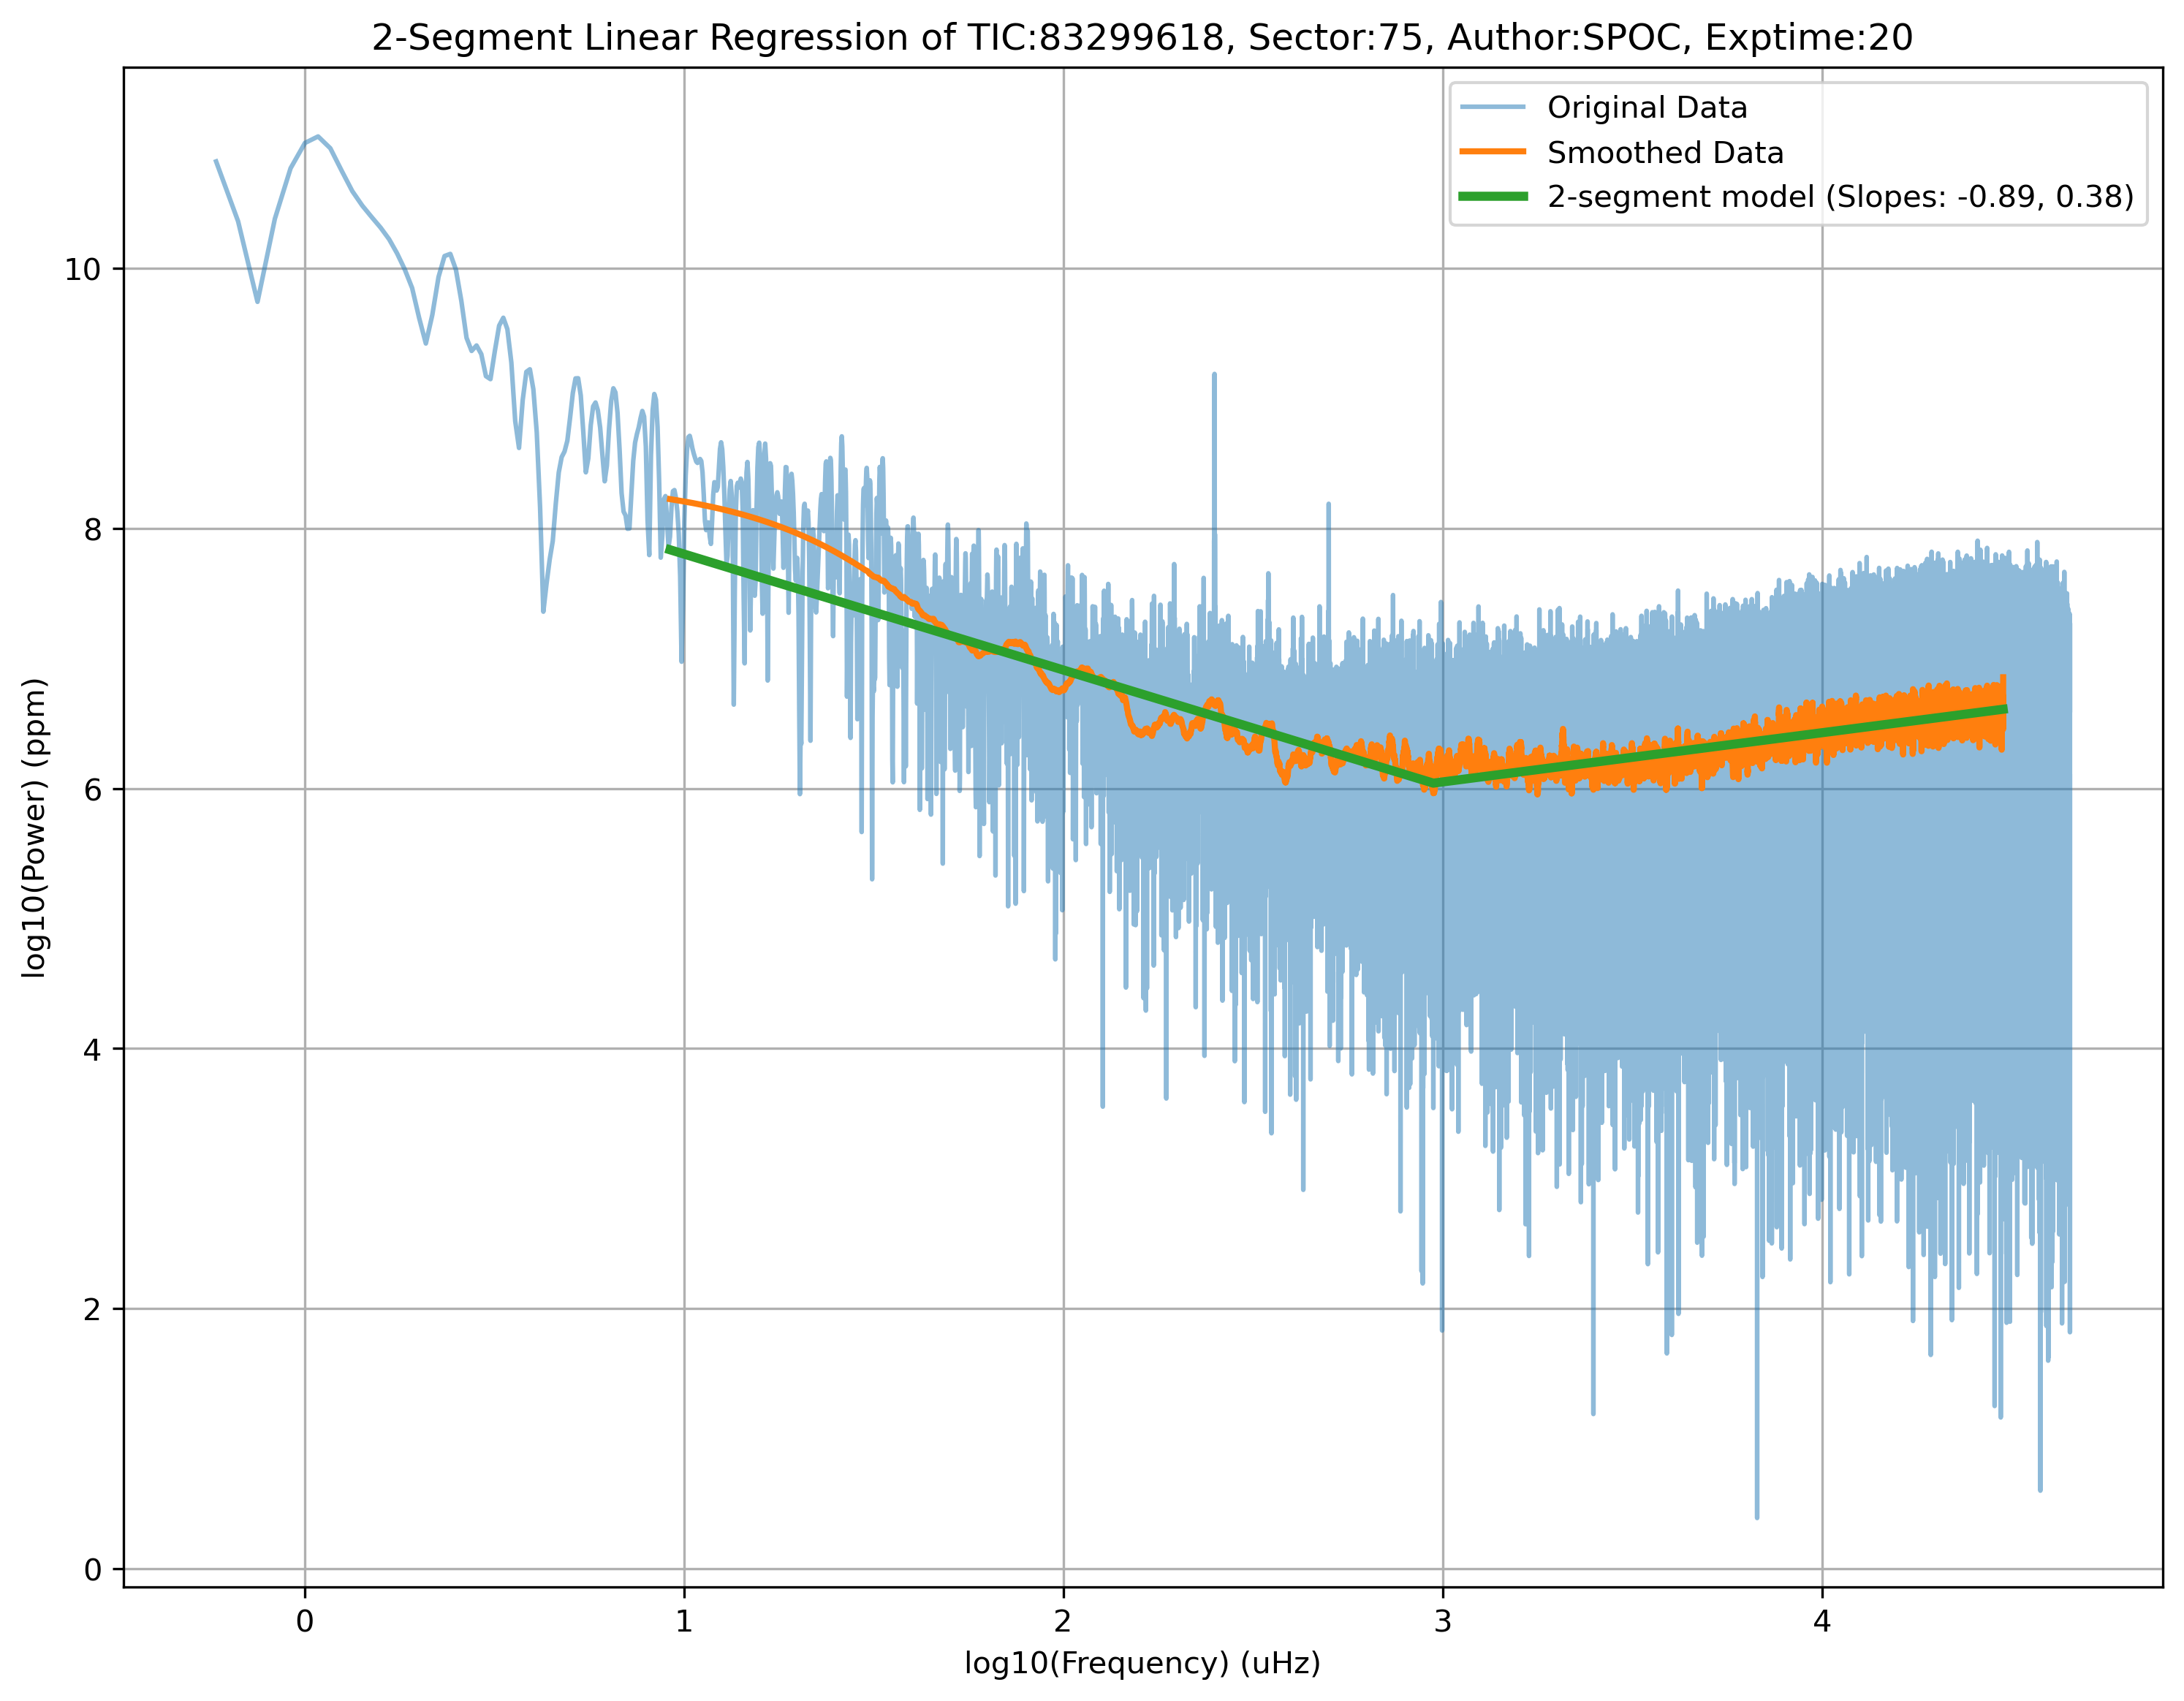 2-Segment Linear Regression of TIC:83299618, Sector:75, Author:SPOC, Exptime:20
Original Data
Smoothed Data
2-segment model (Slopes: -0.89, 0.38)
log10(Power) (ppm)
10
8
6
4
2
0
0 1 2 3 4
log10(Frequency) (uHz)